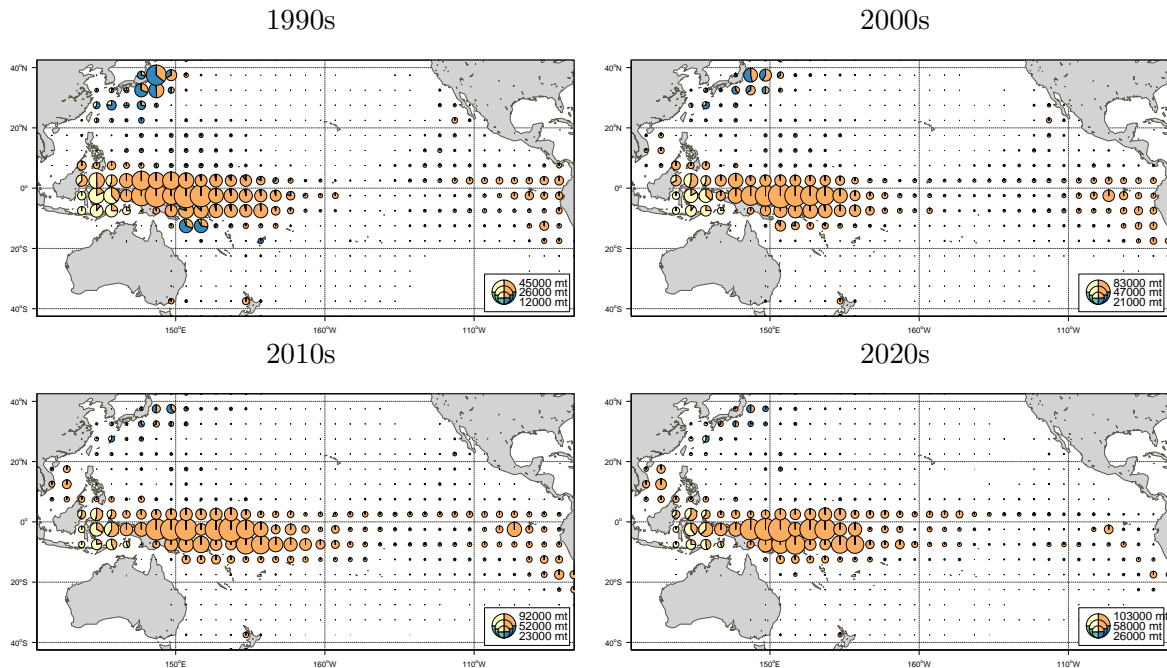 1990s
40°N
20°N
0°
20°S
40°S
150°E
160°W
110°W
45000 mt
26000 mt
12000 mt
2000s
40°N
20°N
0°
20°S
40°S
150°E
160°W
110°W
83000 mt
47000 mt
21000 mt
2010s
40°N
20°N
0°
20°S
40°S
150°E
160°W
110°W
92000 mt
52000 mt
23000 mt
2020s
40°N
20°N
0°
20°S
40°S
150°E
160°W
110°W
103000 mt
58000 mt
26000 mt